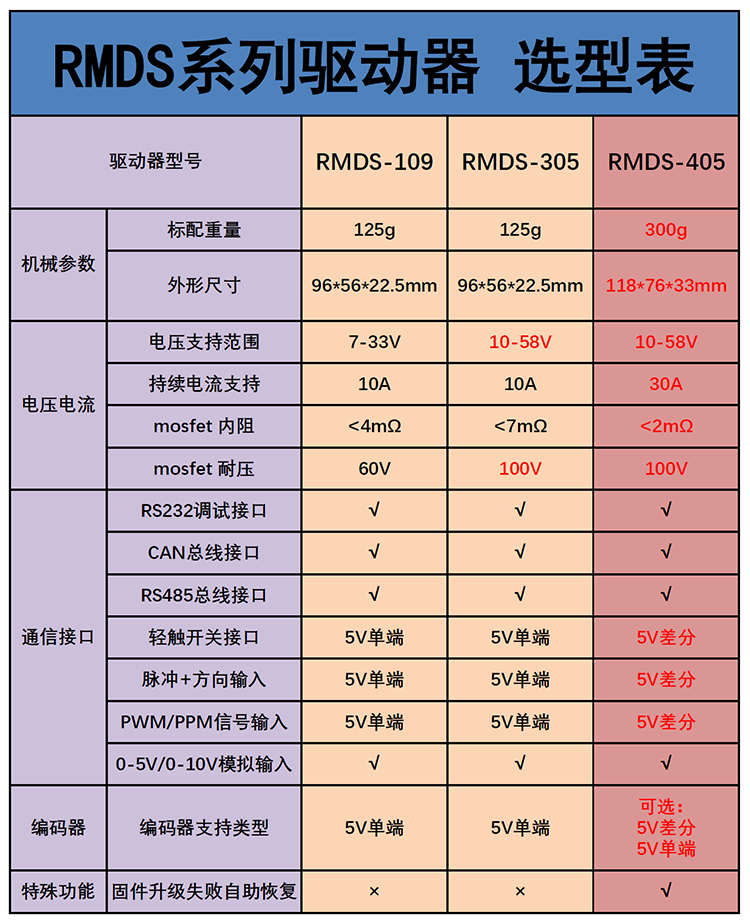 RMDS系列驱动器 选型表
驱动器型号 RMDS-109 RMDS-305 RMDS-405
机械参数 标配重量 125g 125g 300g
外形尺寸 96*56*22.5mm 96*56*22.5mm 118*76*33mm
电压电流 电压支持范围 7-33V 10-58V 10-58V
持续电流支持 10A 10A 30A
mosfet 内阻 <4mΩ <7mΩ <2mΩ
mosfet 耐压 60V 100V 100V
通信接口 RS232调试接口 √ √ √
CAN总线接口 √ √ √
RS485总线接口 √ √ √
轻触开关接口 5V单端 5V单端 5V差分
脉冲+方向输入 5V单端 5V单端 5V差分
PWM/PPM信号输入 5V单端 5V单端 5V差分
0-5V/0-10V模拟输入 √ √ √
编码器 编码器支持类型 5V单端 5V单端 可选：
5V差分
5V单端
特殊功能 固件升级失败自助恢复 × × √